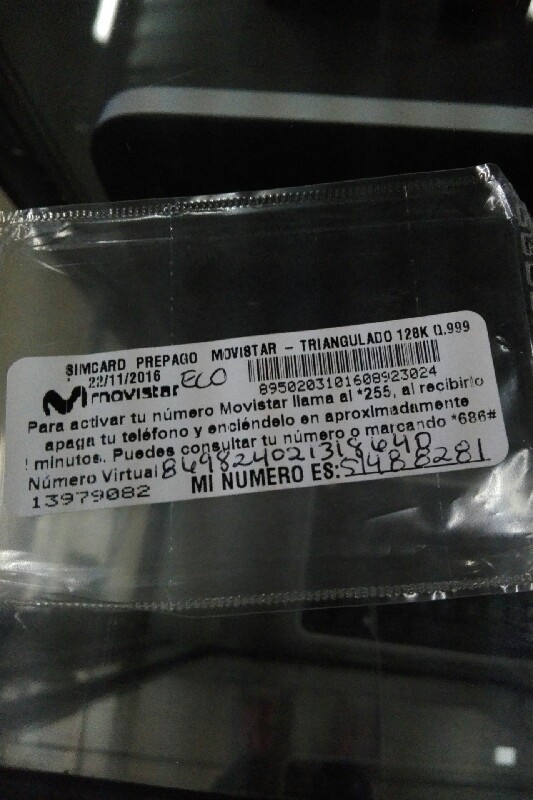 SIMCARD PREPAGO MOVISTAR - TRIANGULADO 128K 0.999
22/11/2016 ECO
movistar 8950203101608923024
Para activar tu número Movistar llama al *255, al recibirlo
apaga tu teléfono y enciéndelo en aproximadamente
minutos. Puedes consultar tu número o marcando *686#
Número Virtual
13979082 MI NUMERO ES: 51488281